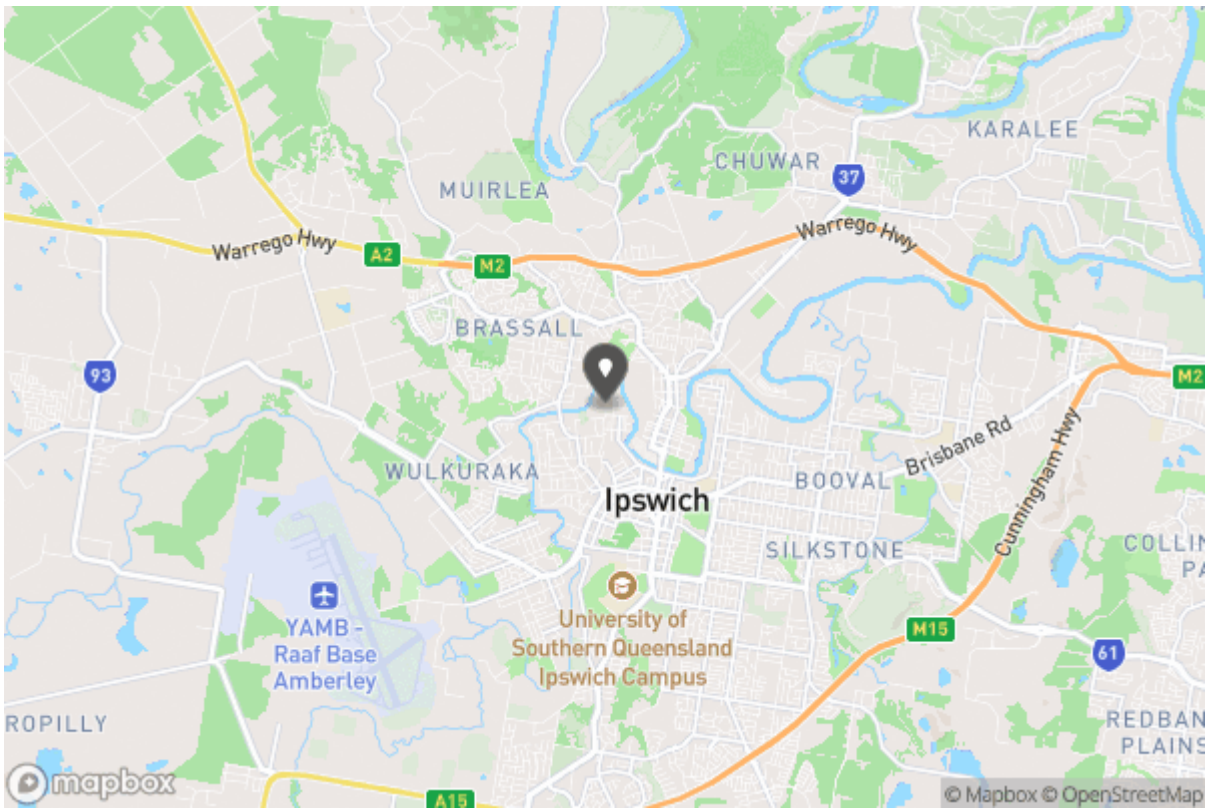 KARALEE
CHUWAR
37
MUIRLEA
Warrego Hwy
Warrego Hwy
A2
M2
BRASSALL
93
M2
Brisbane Rd
WULKURAKA
BOOVAL
Ipswich
Cunningham Hwy
SILKSTONE
COLLIN
PA
University of
Southern Queensland
Ipswich Campus
YAMB -
Raaf Base
Amberley
M15
61
ROPILLY
REDBAN
PLAINS
mapbox
A15
© Mapbox © OpenStreetMap